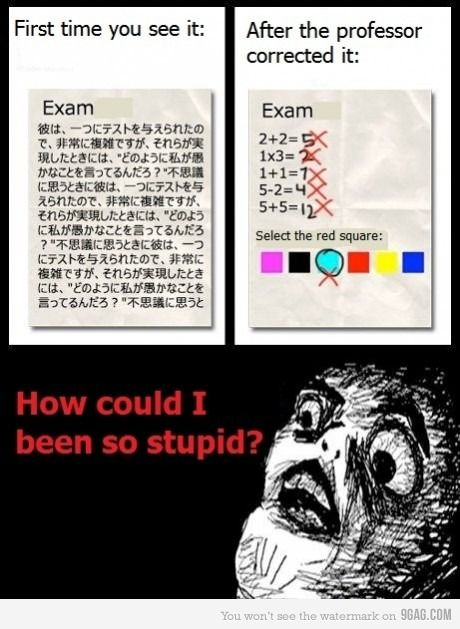 First time you see it:
Exam
彼は、一つにテストを与えられたの
で、非常に複雑ですが、それらが実
現したときには、"どのように私が愚
かなことを言ってるんだろ？"不思議
に思うときに彼は、一つにテストを与
えられたので、非常に複雑ですが、
それらが実現したときには、"どのよう
に私が愚かなことを言ってるんだろ
？"不思議に思うときに彼は、一つ
にテストを与えられたので、非常に
複雑ですが、それらが実現したとき
には、"どのように私が愚かなことを
言ってるんだろ？"不思議に思うと
After the professor
corrected it:
Exam
2+2=5
1x3=2
1+1=1
5-2=4
5+5=12
Select the red square:
How could I
been so stupid?
You won't see the watermark on 9GAG.COM